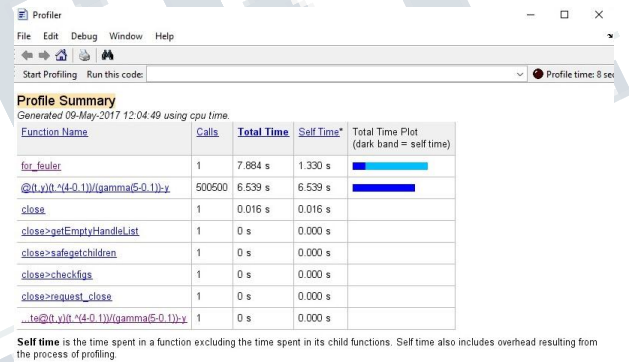 Profiler
File Edit Debug Window Help
Start Profiling Run this code: Profile time: 8 sec
Profile Summary
Generated 09-May-2017 12:04:49 using cpu time.
Function Name Calls Total Time Self Time* Total Time Plot
(dark band = self time)
for_feuler 1 7.884 s 1.330 s
@(t,y)(t.^(4-0.1))/(gamma(5-0.1))-y 500500 6.539 s 6.539 s
close 1 0.016 s 0.016 s
close>getEmptyHandleList 1 0 s 0.000 s
close>safegetchildren 1 0 s 0.000 s
close>checkfigs 1 0 s 0.000 s
close>request_close 1 0 s 0.000 s
...te@(t,y)(t.^(4-0.1))/(gamma(5-0.1))-y 1 0 s 0.000 s
Self time is the time spent in a function excluding the time spent in its child functions. Self time also includes overhead resulting from
the process of profiling.